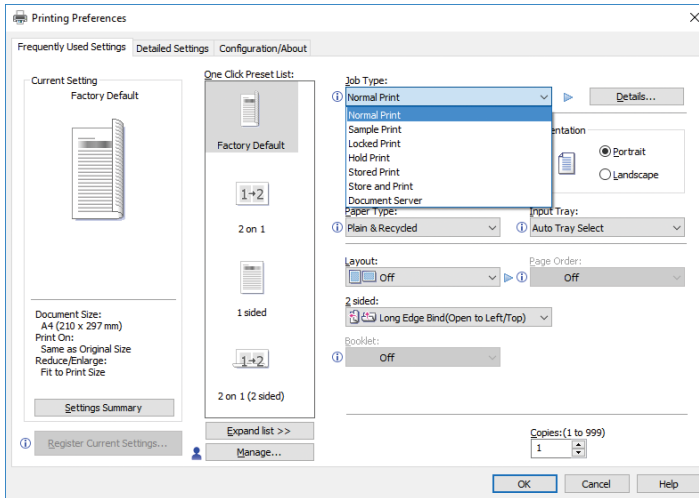 Printing Preferences
Frequently Used Settings
Detailed Settings
Configuration/About
Current Setting
Factory Default
Document Size:
A4 (210 x 297 mm)
Print On:
Same as Original Size
Reduce/Enlarge:
Fit to Print Size
Settings Summary
Register Current Settings...
One Click Preset List:
Factory Default
1→2
2 on 1
1 sided
1→2
2 on 1 (2 sided)
Expand list >>
Manage...
Job Type:
Normal Print
Details...
Normal Print
Sample Print
Locked Print
Hold Print
Stored Print
Store and Print
Document Server
entation
Portrait
Landscape
Paper Type:
Plain & Recycled
Input Tray:
Auto Tray Select
Layout:
Off
Page Order:
Off
2 sided:
Long Edge Bind(Open to Left/Top)
Booklet:
Off
Copies:(1 to 999)
1
OK
Cancel
Help